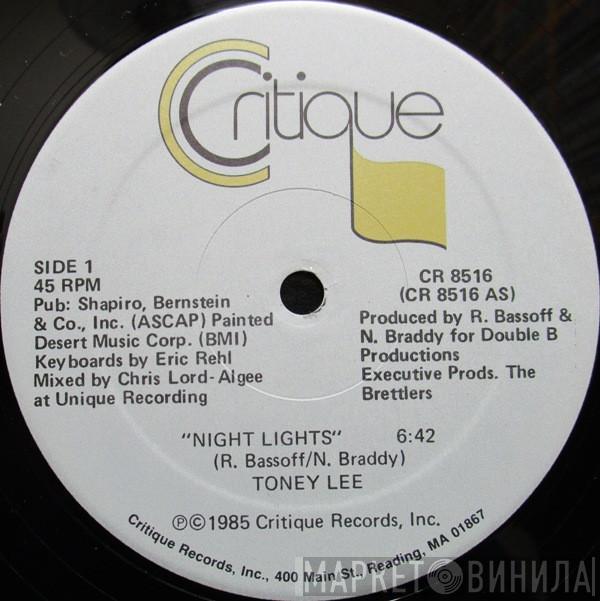 Critique
SIDE 1
45 RPM
Pub: Shapiro, Bernstein
& Co., Inc. (ASCAP) Painted
Desert Music Corp. (BMI)
Keyboards by Eric Rehl
Mixed by Chris Lord-Algee
at Unique Recording
CR 8516
(CR 8516 AS)
Produced by R. Bassoff &
N. Braddy for Double B
Productions
Executive Prods. The
Brettlers
"NIGHT LIGHTS" 6:42
(R. Bassoff/N. Braddy)
TONEY LEE
℗©1985 Critique Records, Inc.
Critique Records, Inc., 400 Main St., Reading, MA 01867
МАРКЕТ ВИНИЛА